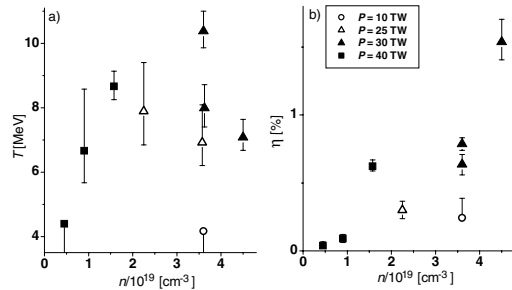 a)
10
8
6
4
T [MeV]
0 1 2 3 4
n/10^19 [cm^-3]
b)
P = 10 TW
P = 25 TW
P = 30 TW
P = 40 TW
1
0
η [%]
0 1 2 3 4
n/10^19 [cm^-3]